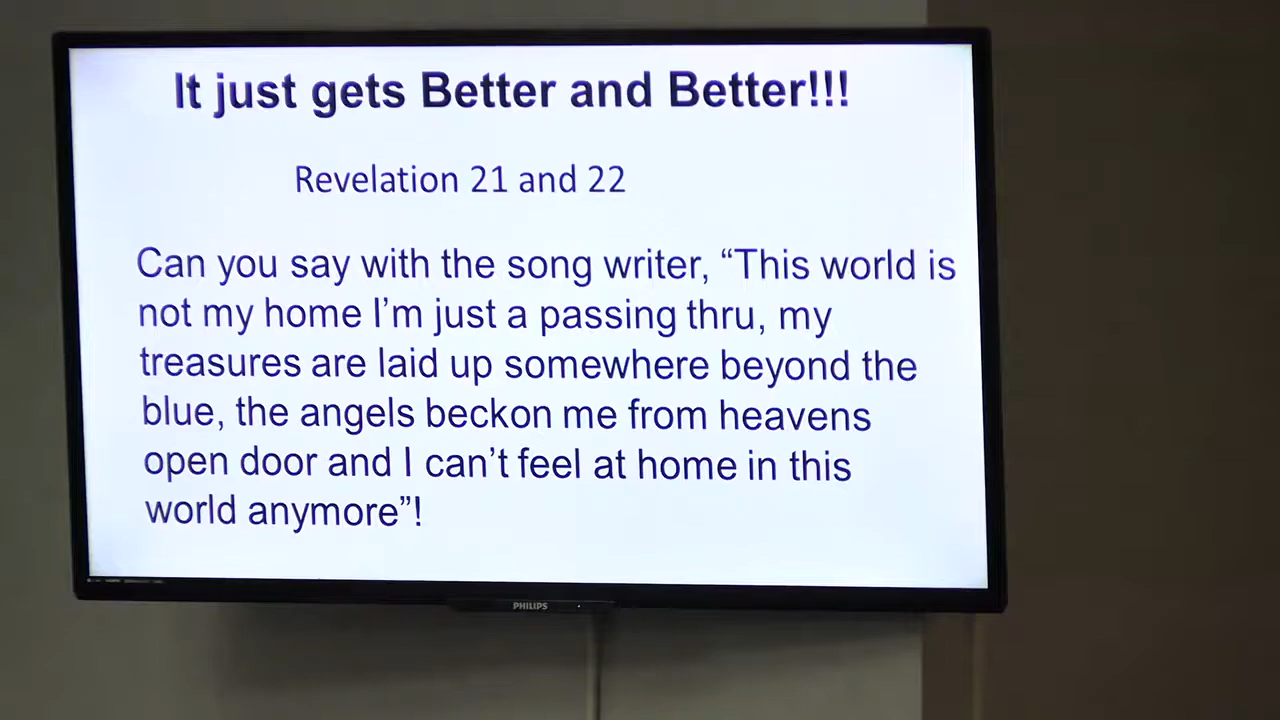 It just gets Better and Better!!!
Revelation 21 and 22
Can you say with the song writer, “This world is
not my home I’m just a passing thru, my
treasures are laid up somewhere beyond the
blue, the angels beckon me from heavens
open door and I can’t feel at home in this
world anymore”!
PHILIPS